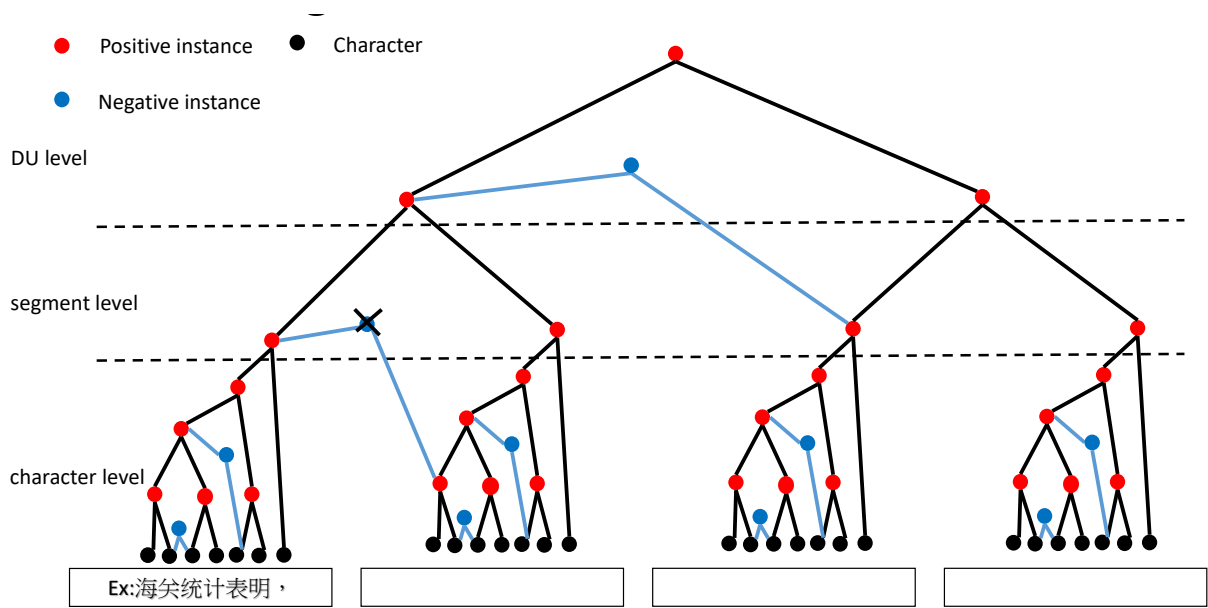 Positive instance
Character
Negative instance
DU level
segment level
character level
Ex:海关统计表明，